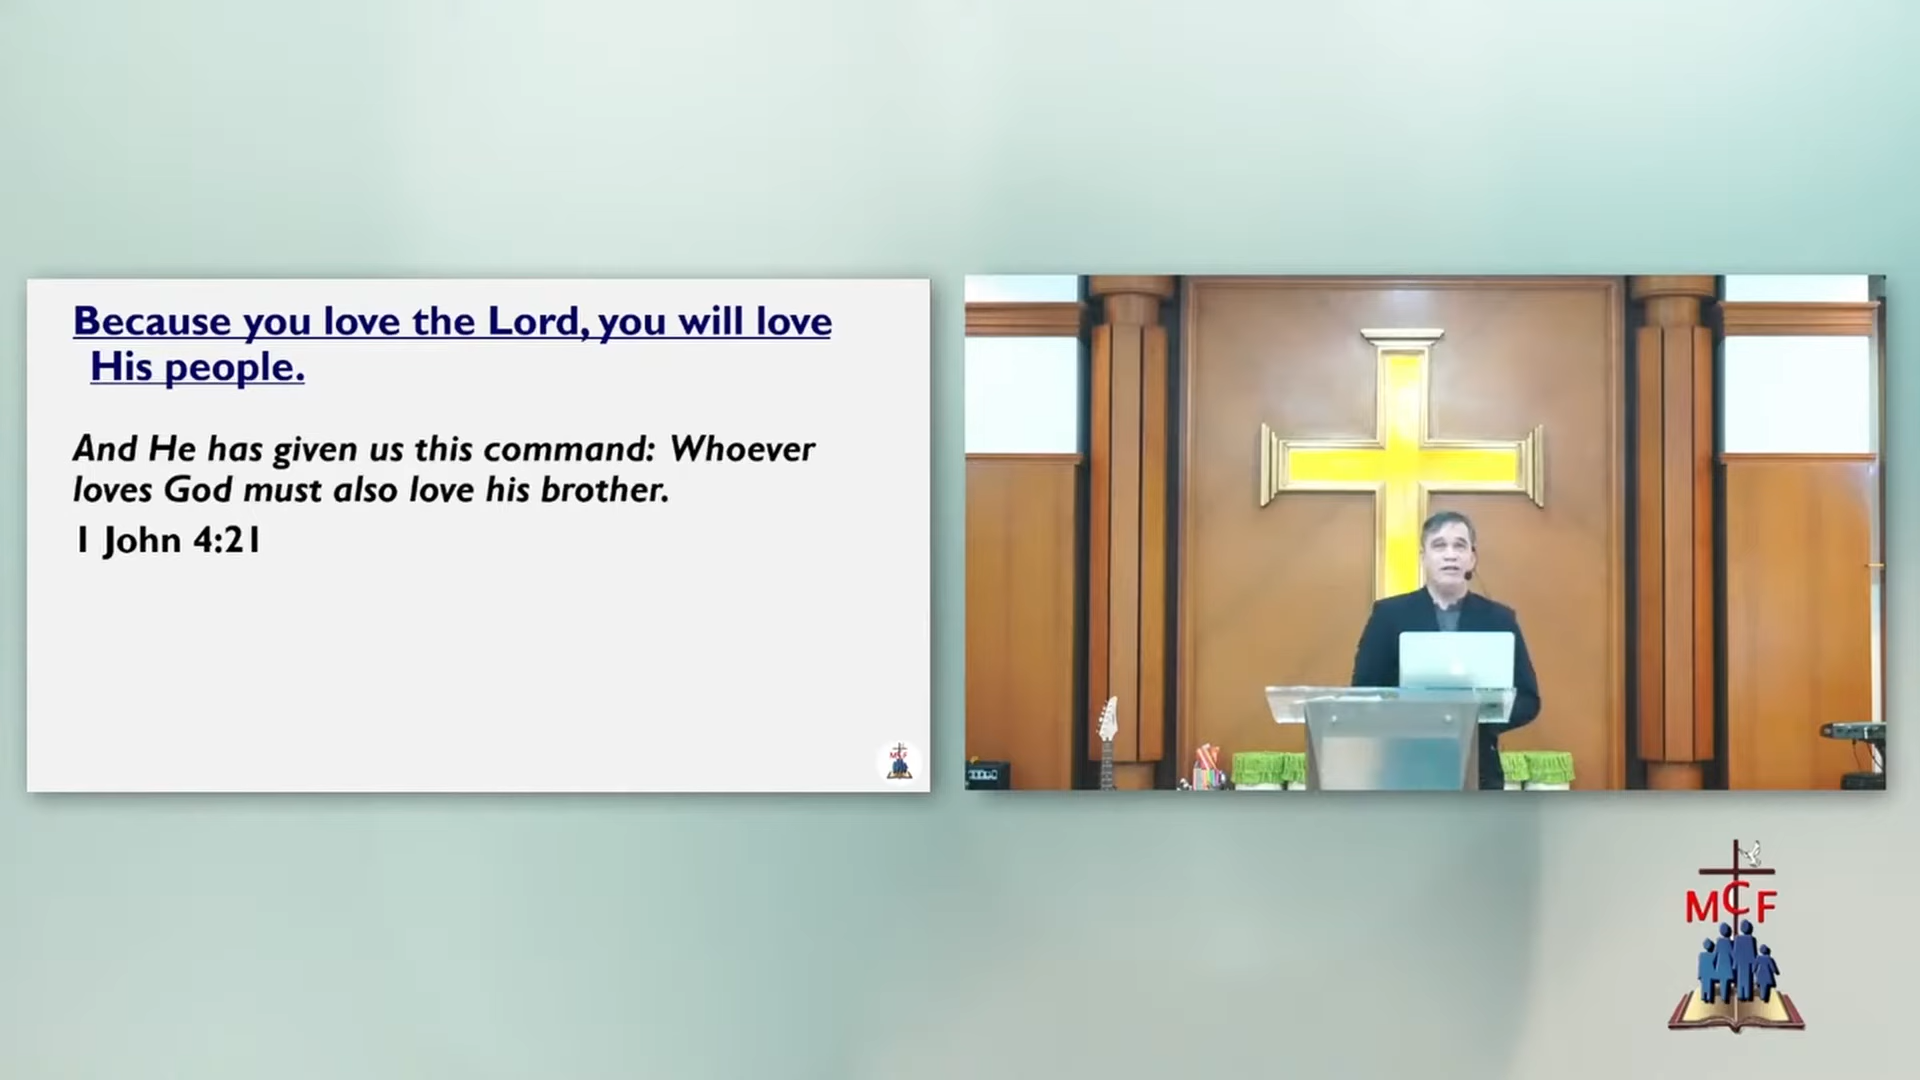 Because you love the Lord, you will love
His people.
And He has given us this command: Whoever
loves God must also love his brother.
1 John 4:21
MCF
MCF